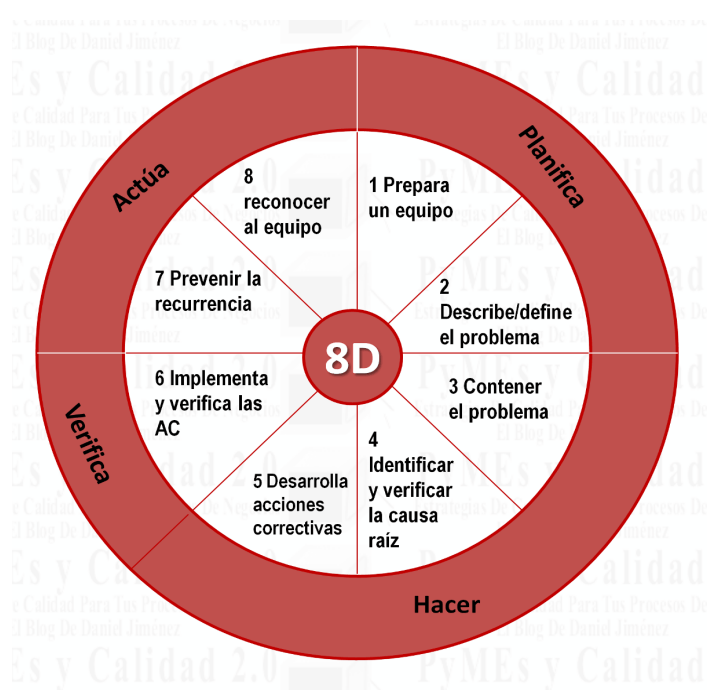 Planifica
Actúa
8
reconocer
al equipo
1 Prepara
un equipo
7 Prevenir la
recurrencia
2
Describe/define
el problema
8D
6 Implementa
y verifica las
AC
3 Contener
el problema
Verifica
4
Identificar
y verificar
la causa
raíz
5 Desarrolla
acciones
correctivas
Hacer
PyMEs y Calidad 2.0
Estrategias De Calidad Para Tus Procesos De Negocios
El Blog De Daniel Jiménez